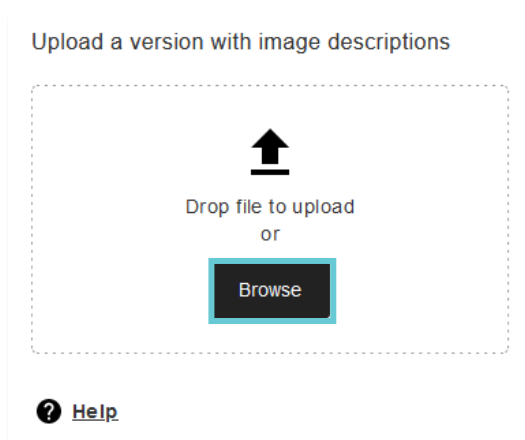 Upload a version with image descriptions
Drop file to upload
or
Browse
Help